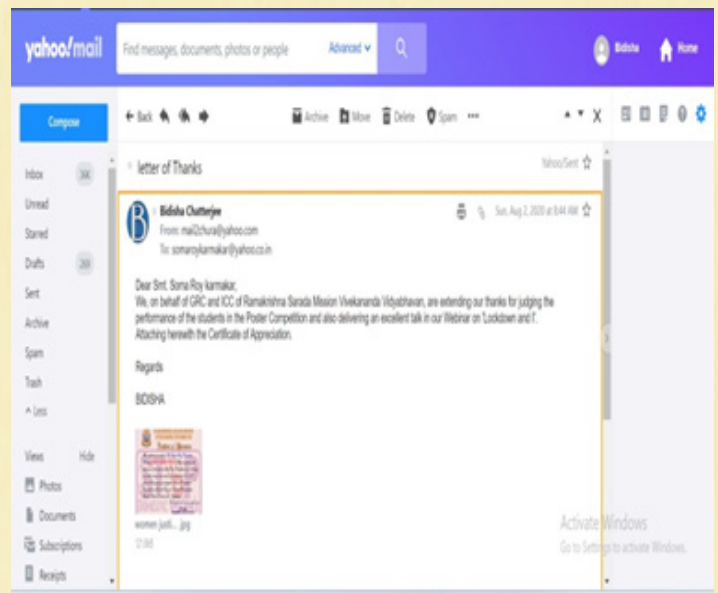 yahoo!mail
Find messages, documents, photos or people
Advanced
Bidisha
Home
Compose
Back
Archive
Move
Delete
Spam
Inbox
Unread
Starred
Drafts
Sent
Archive
Spam
Trash
Less
Views Hide
Photos
Documents
Subscriptions
Receipts
letter of Thanks
Yahoo/Sent
B
Bidisha Chatterjee
Sun, Aug 2, 2020 at 8:44 AM
From: mail2chura@yahoo.com
To: somaroykarmakar@yahoo.co.in
Dear Smt. Soma Roy karmakar,
We, on behalf of GRC and ICC of Ramakrishna Sarada Mission Vivekananda Vidyabhavan, are extending our thanks for judging the
performance of the students in the Poster Competition and also delivering an excellent talk in our Webinar on 'Lockdown and I'.
Attaching herewith the Certificate of Appreciation.
Regards
BIDISHA
women justi... .jpg
Activate Windows
Go to Settings to activate Windows.